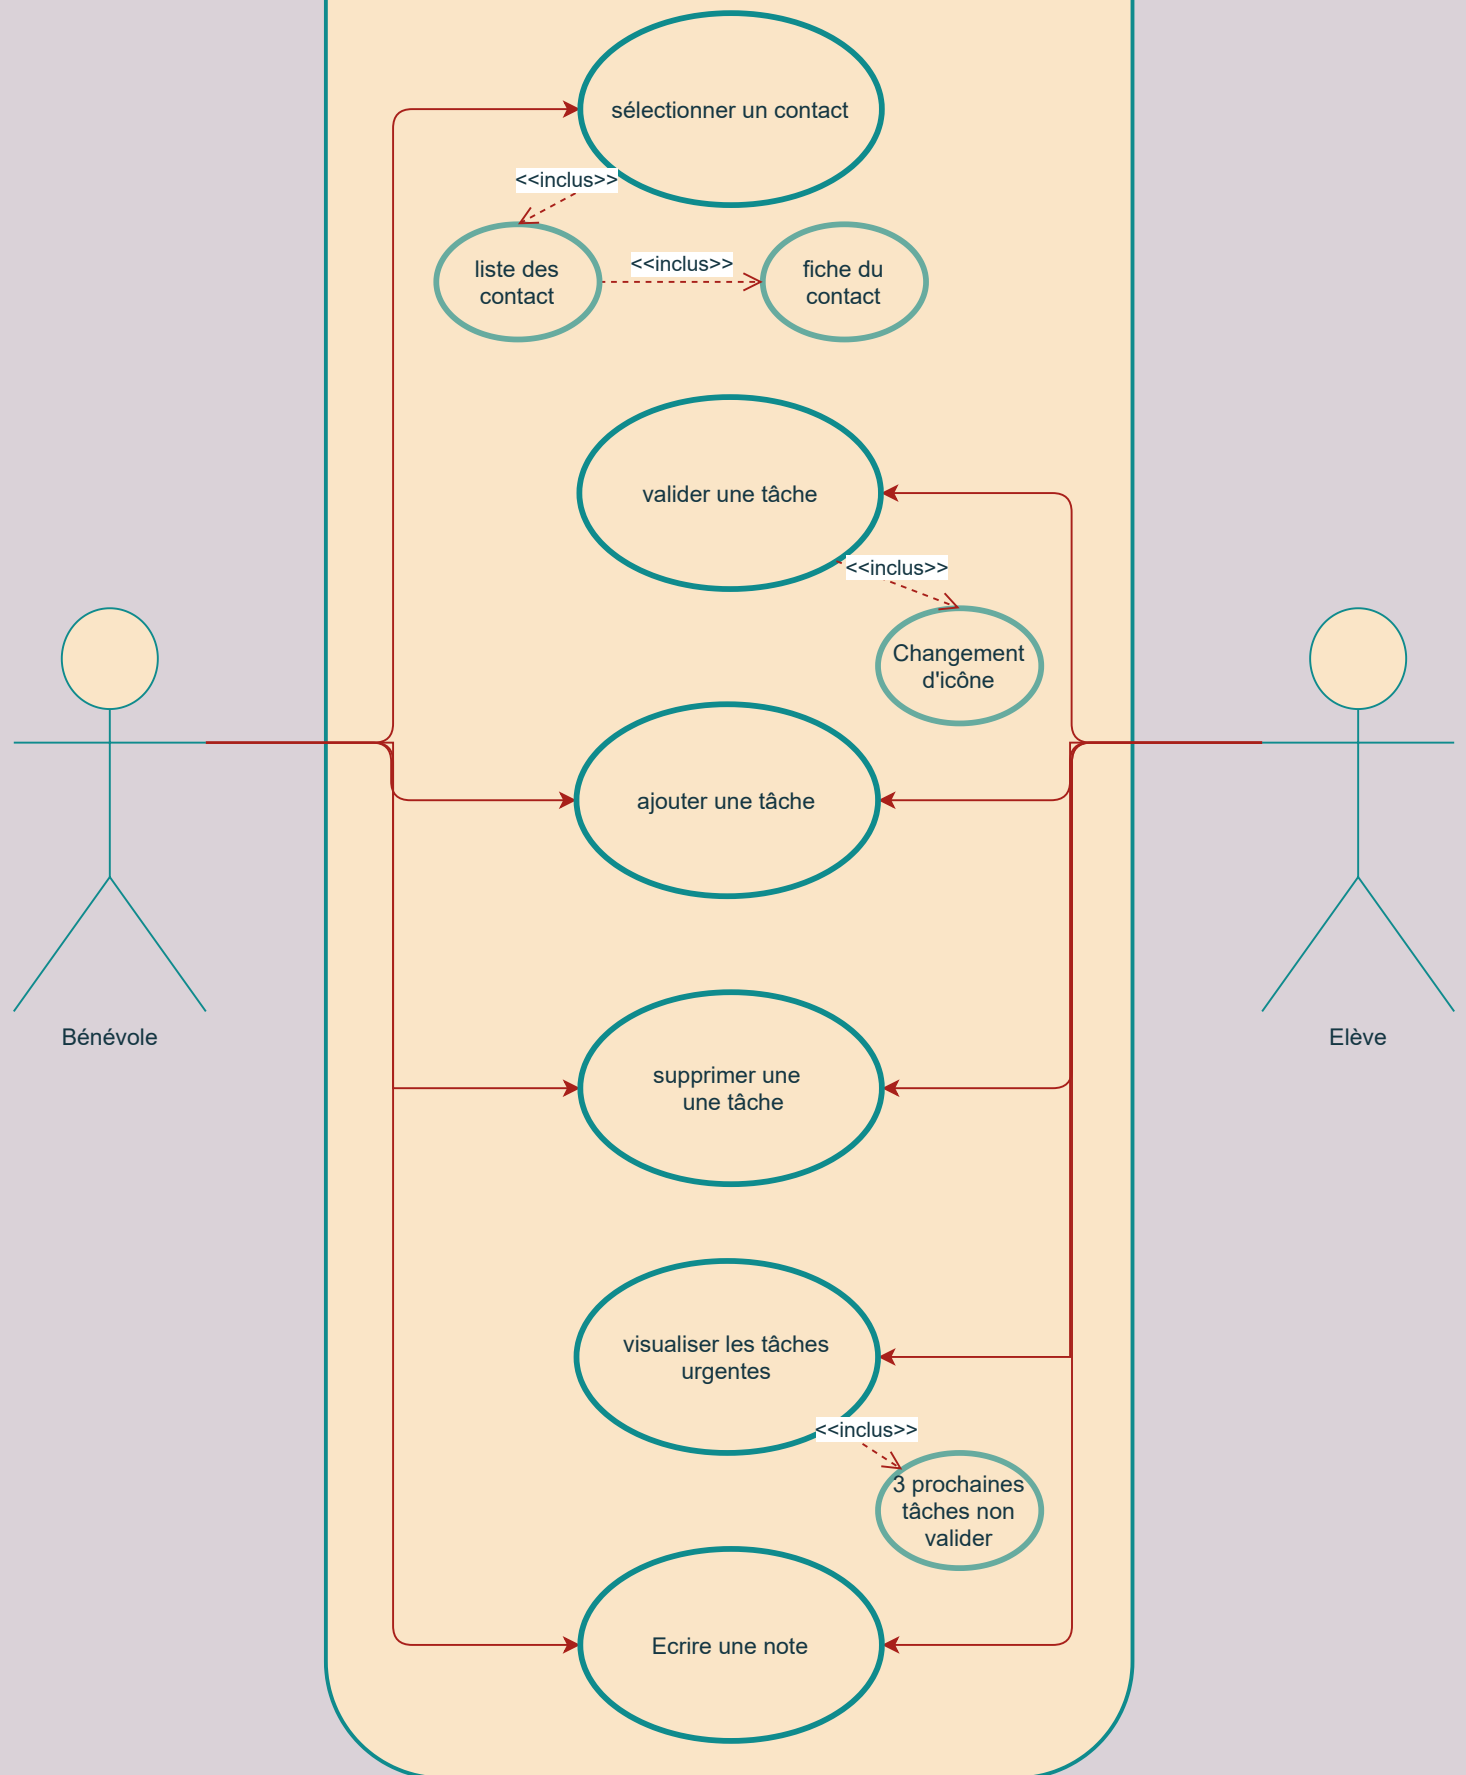 sélectionner un contact
<<inclus>>
liste des
contact
<<inclus>>
fiche du
contact
valider une tâche
<<inclus>>
Changement
d'icône
ajouter une tâche
Bénévole
Elève
supprimer une
une tâche
visualiser les tâches
urgentes
<<inclus>>
3 prochaines
tâches non
valider
Ecrire une note